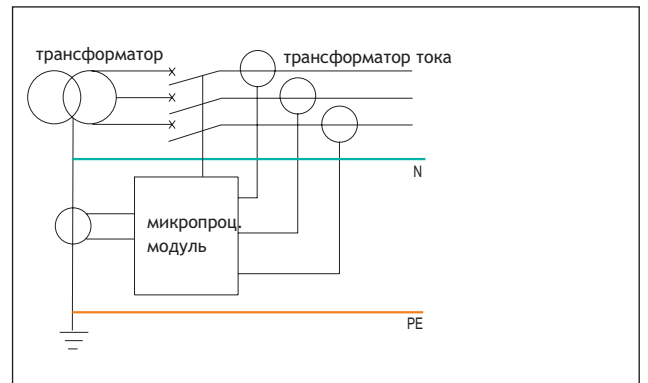 трансформатор
трансформатор тока
N
микропроц.
модуль
PE